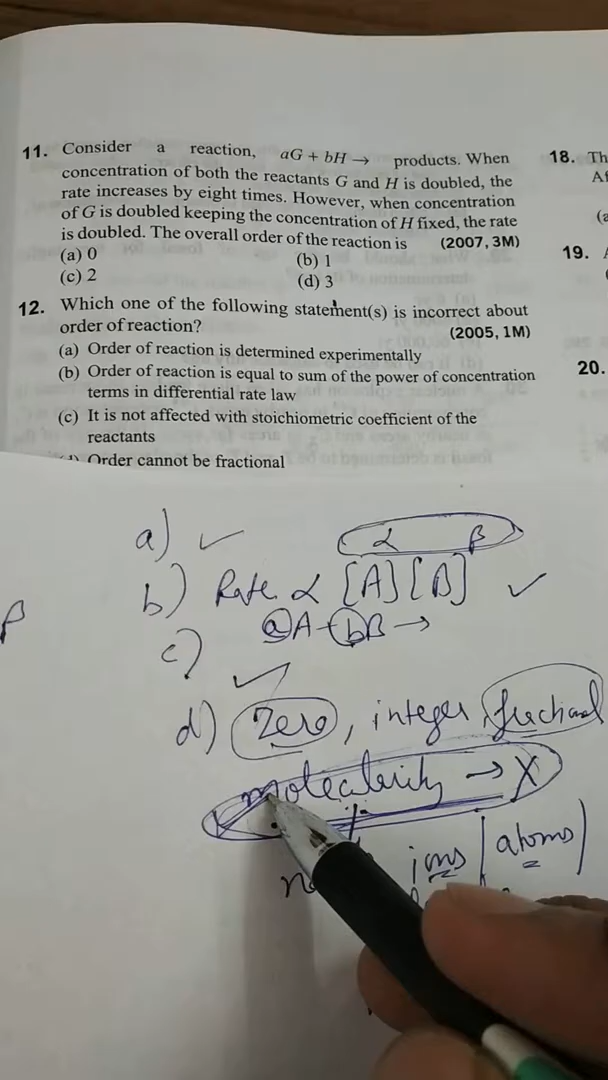 11. Consider a reaction, aG + bH → products. When
concentration of both the reactants G and H is doubled, the
rate increases by eight times. However, when concentration
of G is doubled keeping the concentration of H fixed, the rate
is doubled. The overall order of the reaction is (2007, 3M)
(a) 0 (b) 1
(c) 2 (d) 3
12. Which one of the following statement(s) is incorrect about
order of reaction? (2005, 1M)
(a) Order of reaction is determined experimentally
(b) Order of reaction is equal to sum of the power of concentration
terms in differential rate law
(c) It is not affected with stoichiometric coefficient of the
reactants
Order cannot be fractional
18. Th
Af
(a
19.
20.
a) ✓
α β
b) Rate α [A][B] ✓
aA + bB →
c) ✓
d) Zero, integer, fractional
molecularity → X
ions / atoms
β